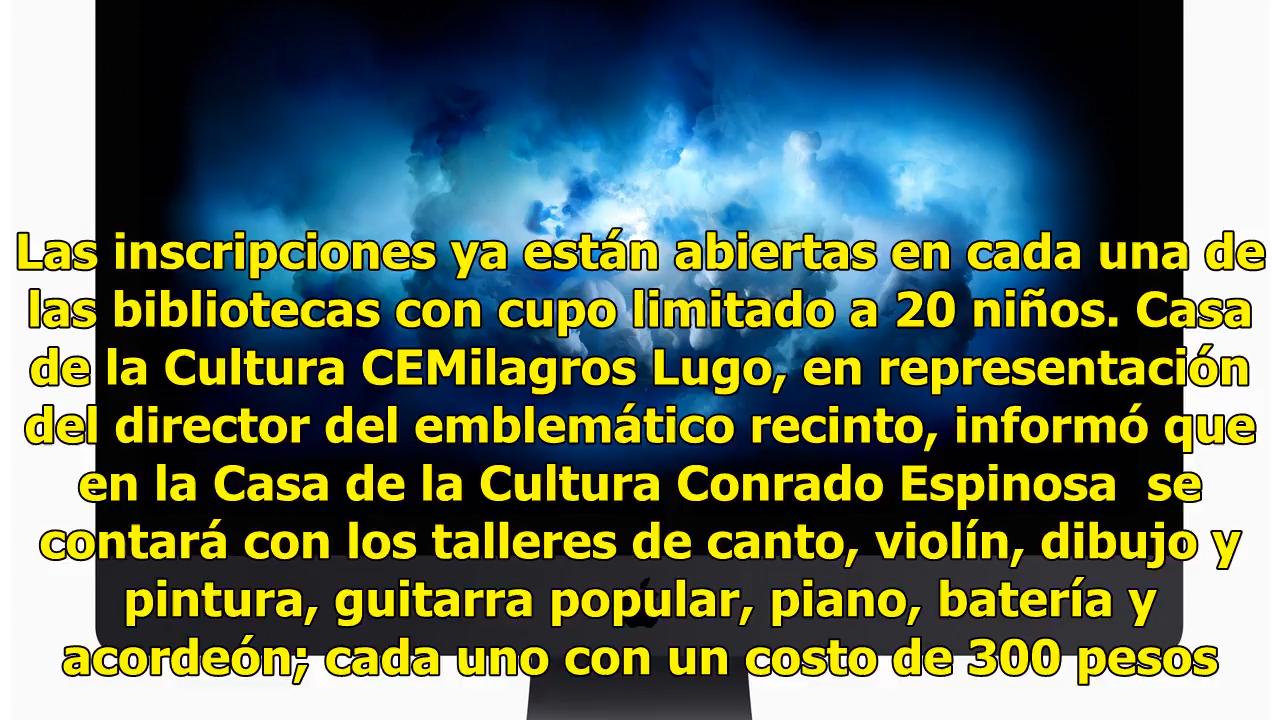 Las inscripciones ya están abiertas en cada una de
las bibliotecas con cupo limitado a 20 niños. Casa
de la Cultura CEMilagros Lugo, en representación
del director del emblemático recinto, informó que
en la Casa de la Cultura Conrado Espinosa  se
contará con los talleres de canto, violín, dibujo y
pintura, guitarra popular, piano, batería y
acordeón; cada uno con un costo de 300 pesos